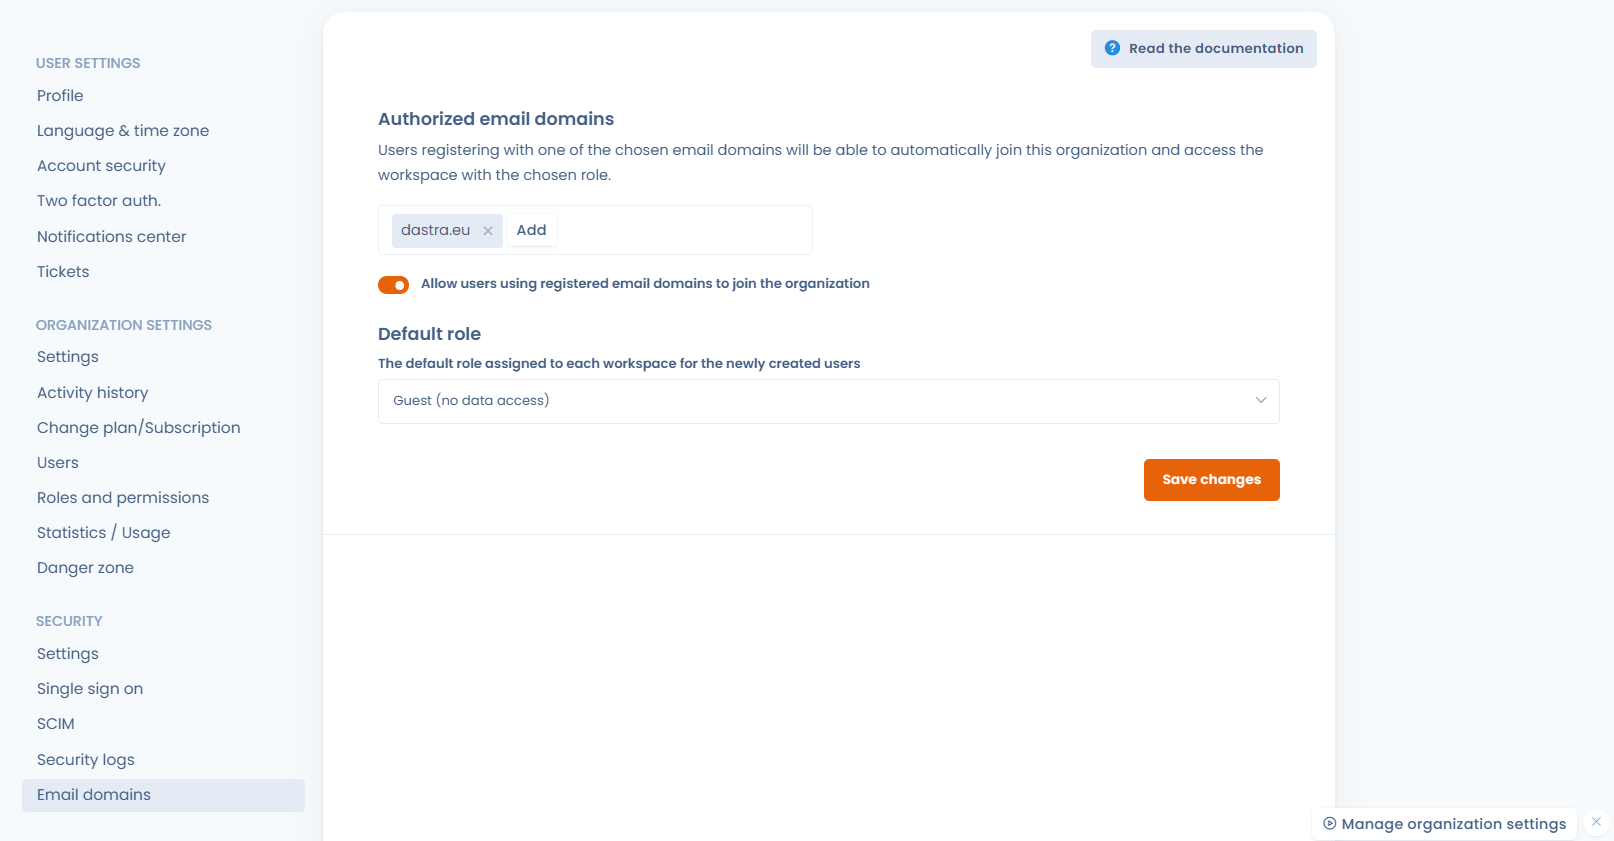 USER SETTINGS
Profile
Language & time zone
Account security
Two factor auth.
Notifications center
Tickets
ORGANIZATION SETTINGS
Settings
Activity history
Change plan/Subscription
Users
Roles and permissions
Statistics / Usage
Danger zone
SECURITY
Settings
Single sign on
SCIM
Security logs
Email domains
Read the documentation
Authorized email domains
Users registering with one of the chosen email domains will be able to automatically join this organization and access the
workspace with the chosen role.
dastra.eu Add
Allow users using registered email domains to join the organization
Default role
The default role assigned to each workspace for the newly created users
Guest (no data access)
Save changes
Manage organization settings